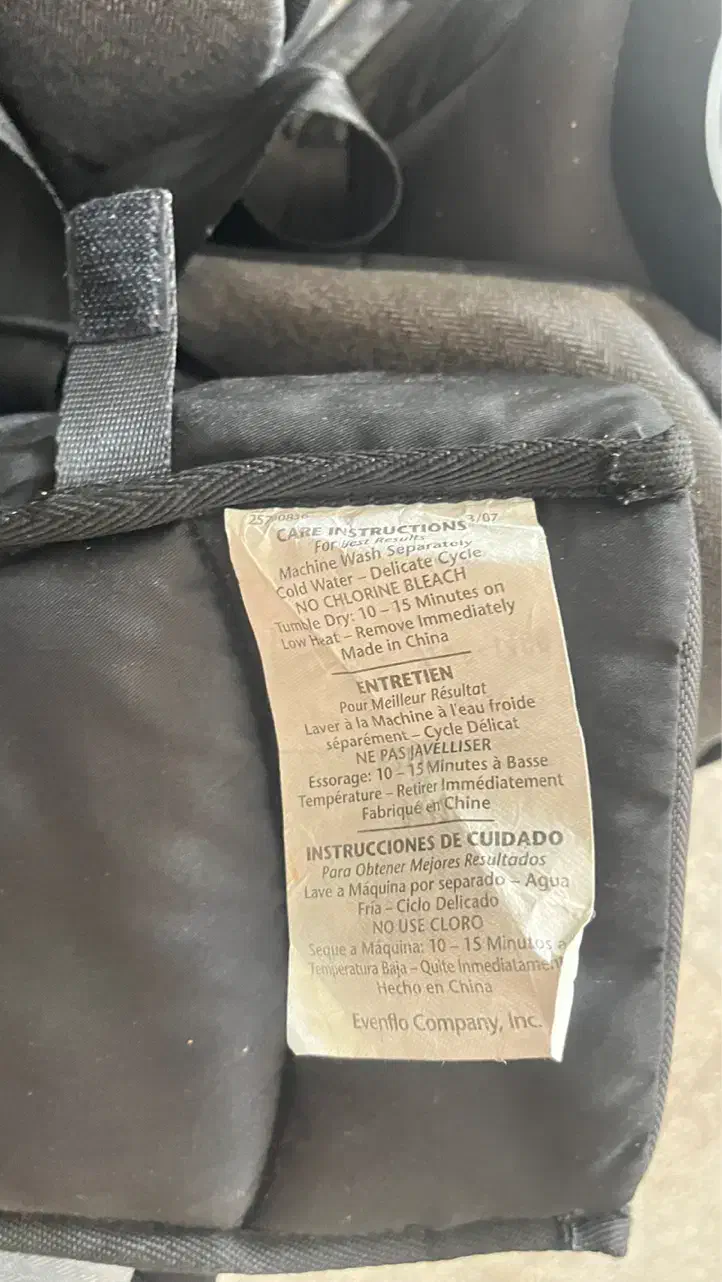 3/07
CARE INSTRUCTIONS
For Best Results
Machine Wash Separately
Cold Water – Delicate Cycle
NO CHLORINE BLEACH
Tumble Dry: 10 – 15 Minutes on
Low Heat – Remove Immediately
Made in China
ENTRETIEN
Pour Meilleur Résultat
Laver à la Machine à l'eau froide
séparément – Cycle Délicat
NE PAS JAVÉLLISER
Essorage: 10 – 15 Minutes à Basse
Température – Retirer Immédiatement
Fabriqué en Chine
INSTRUCCIONES DE CUIDADO
Para Obtener Mejores Resultados
Lave a Máquina por separado – Agua
Fría – Ciclo Delicado
NO USE CLORO
Seque a Máquina: 10 – 15 Minutos a
Temperatura Baja – Quite Inmediatament
Hecho en China
Evenflo Company, Inc.